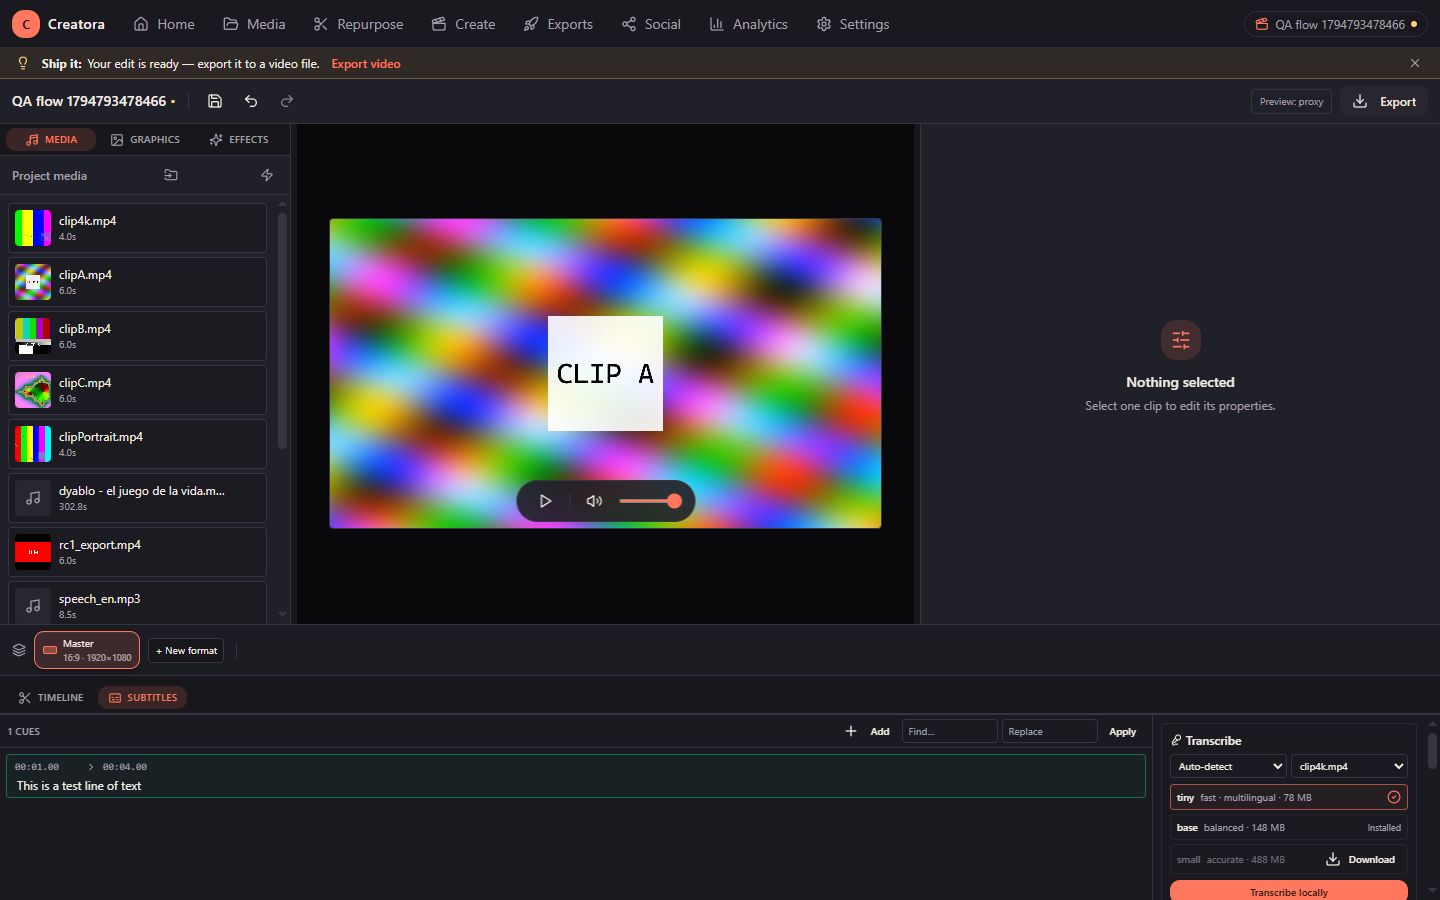 C Creatora Home Media Repurpose Create Exports Social Analytics Settings QA flow 1794793478466
Ship it: Your edit is ready — export it to a video file. Export video
QA flow 1794793478466 Preview: proxy Export
MEDIA GRAPHICS EFFECTS
Project media
clip4k.mp4
4.0s
clipA.mp4
6.0s
clipB.mp4
6.0s
clipC.mp4
6.0s
clipPortrait.mp4
4.0s
dyablo - el juego de la vida.m...
302.8s
rc1_export.mp4
6.0s
speech_en.mp3
8.5s
CLIP A
Nothing selected
Select one clip to edit its properties.
Master
16:9 · 1920×1080
+ New format
TIMELINE SUBTITLES
1 CUES Add Find... Replace Apply
00:01.00 00:04.00
This is a test line of text
Transcribe
Auto-detect clip4k.mp4
tiny fast · multilingual · 78 MB
base balanced · 148 MB Installed
small accurate · 488 MB Download
Transcribe locally